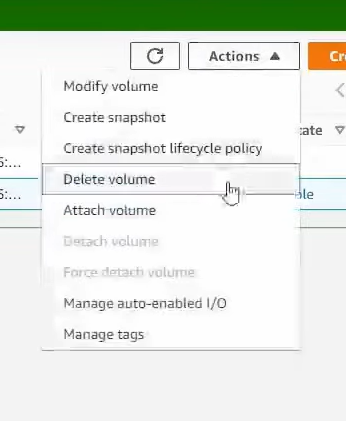 Actions
Cre
Modify volume
Create snapshot
Create snapshot lifecycle policy
Delete volume
Attach volume
Detach volume
Force detach volume
Manage auto-enabled I/O
Manage tags